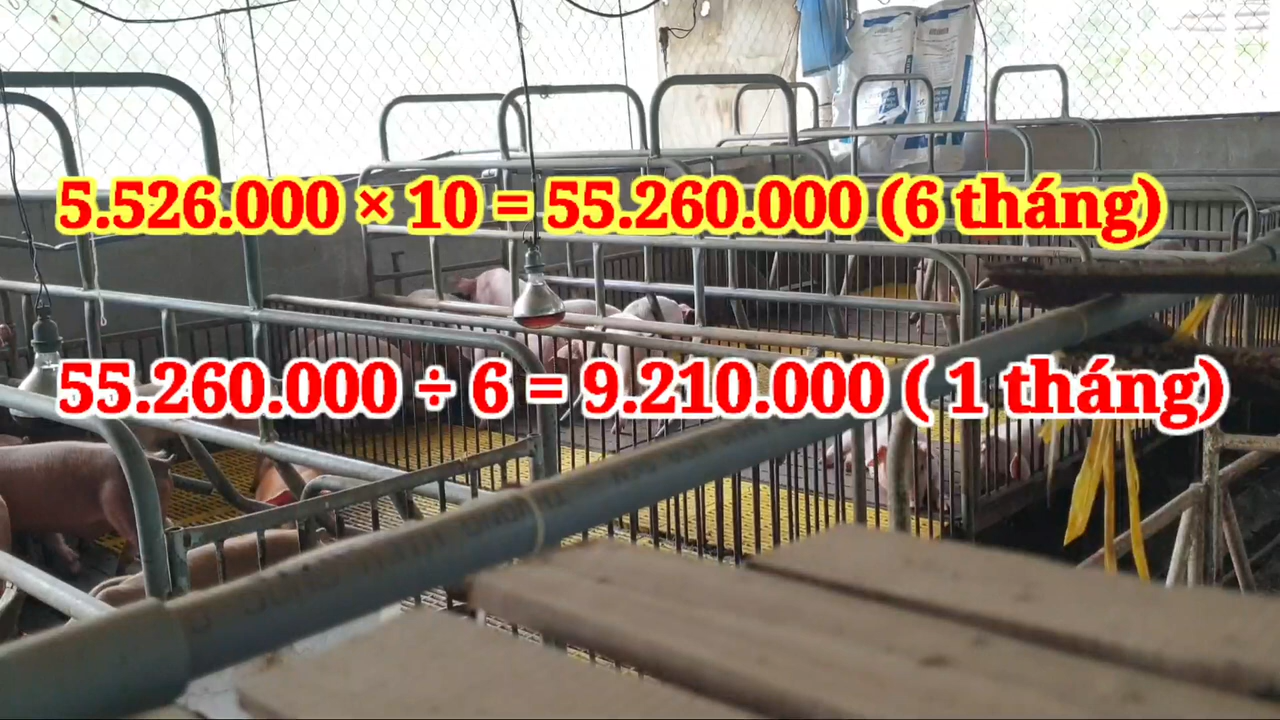 5.526.000 × 10 = 55.260.000 (6 tháng)
55.260.000 ÷ 6 = 9.210.000 ( 1 tháng)